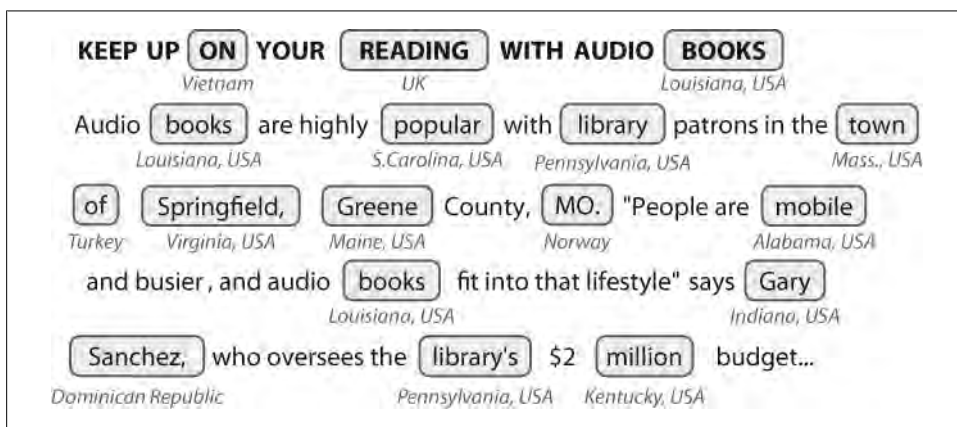 KEEP UP ON YOUR READING WITH AUDIO BOOKS
Vietnam UK Louisiana, USA
Audio books are highly popular with library patrons in the town
Louisiana, USA S.Carolina, USA Pennsylvania, USA Mass., USA
of Springfield, Greene County, MO. "People are mobile
Turkey Virginia, USA Maine, USA Norway Alabama, USA
and busier, and audio books fit into that lifestyle" says Gary
Louisiana, USA Indiana, USA
Sanchez, who oversees the library's $2 million budget...
Dominican Republic Pennsylvania, USA Kentucky, USA